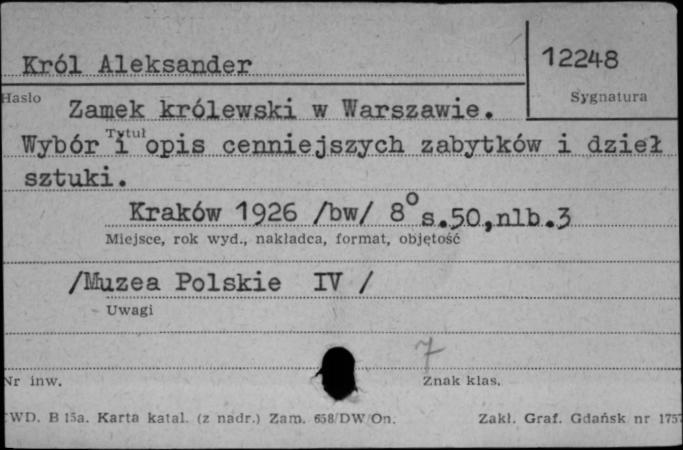 Król Aleksander
12248
Hasło
Sygnatura
Zamek królewski w Warszawie.
Tytuł
Wybór i opis cenniejszych zabytków i dzieł
sztuki.
Kraków 1926 /bw/ 8° s.50,nlb.3
Miejsce, rok wyd., nakładca, format, objętość
/Muzea Polskie IV /
Uwagi
7
Nr inw.
Znak klas.
WD. B 15a. Karta katal. (z nadr.) Zam. 658/DW/On.
Zakł. Graf. Gdańsk nr 1757